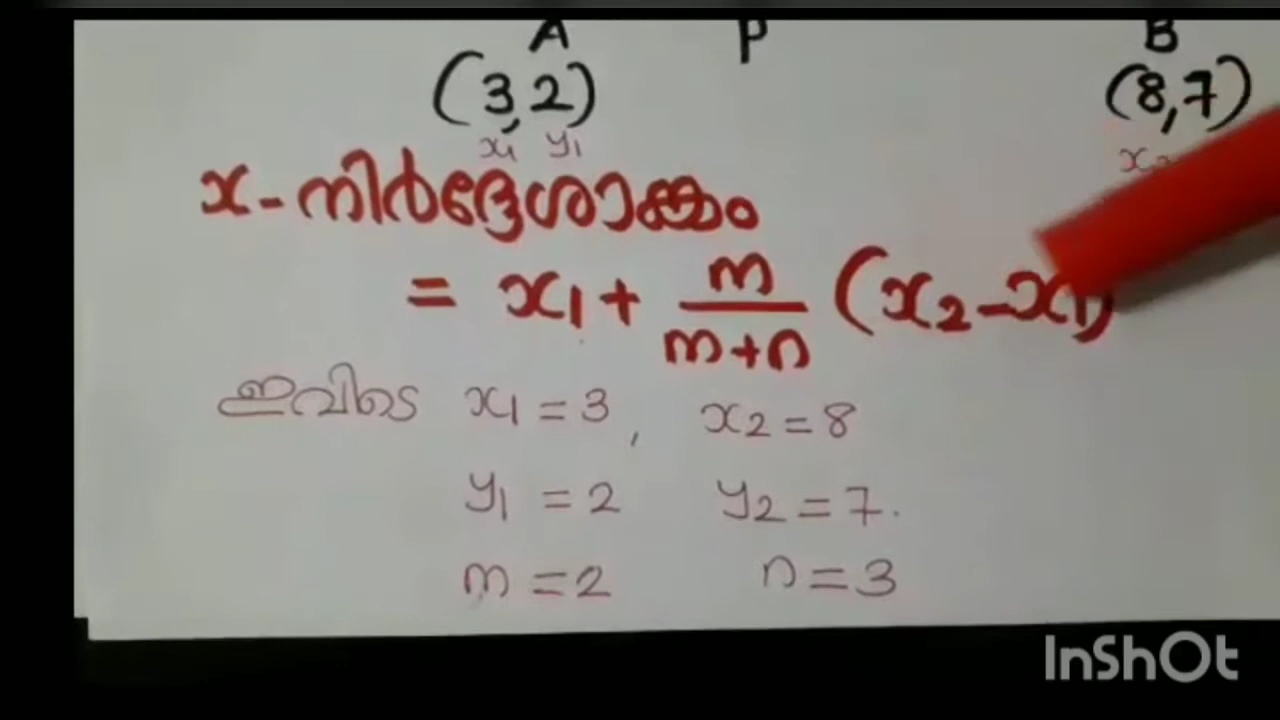 A P B
(3,2) (8,7)
x1 y1 x2
x-നിർദ്ദേശാങ്കം
= x1 + m/m+n (x2-x1)
ഇവിടെ x1 = 3, x2 = 8
y1 = 2 y2 = 7.
m = 2 n = 3
InShOt